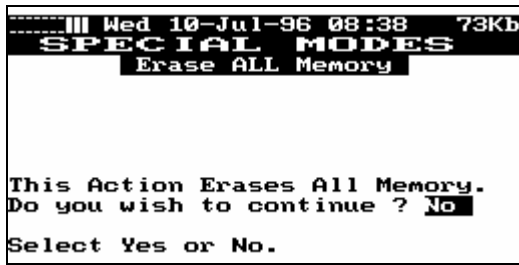 Wed 10-Jul-96 08:38 73Kb
SPECIAL MODES
Erase ALL Memory
This Action Erases All Memory.
Do you wish to continue ? No
Select Yes or No.